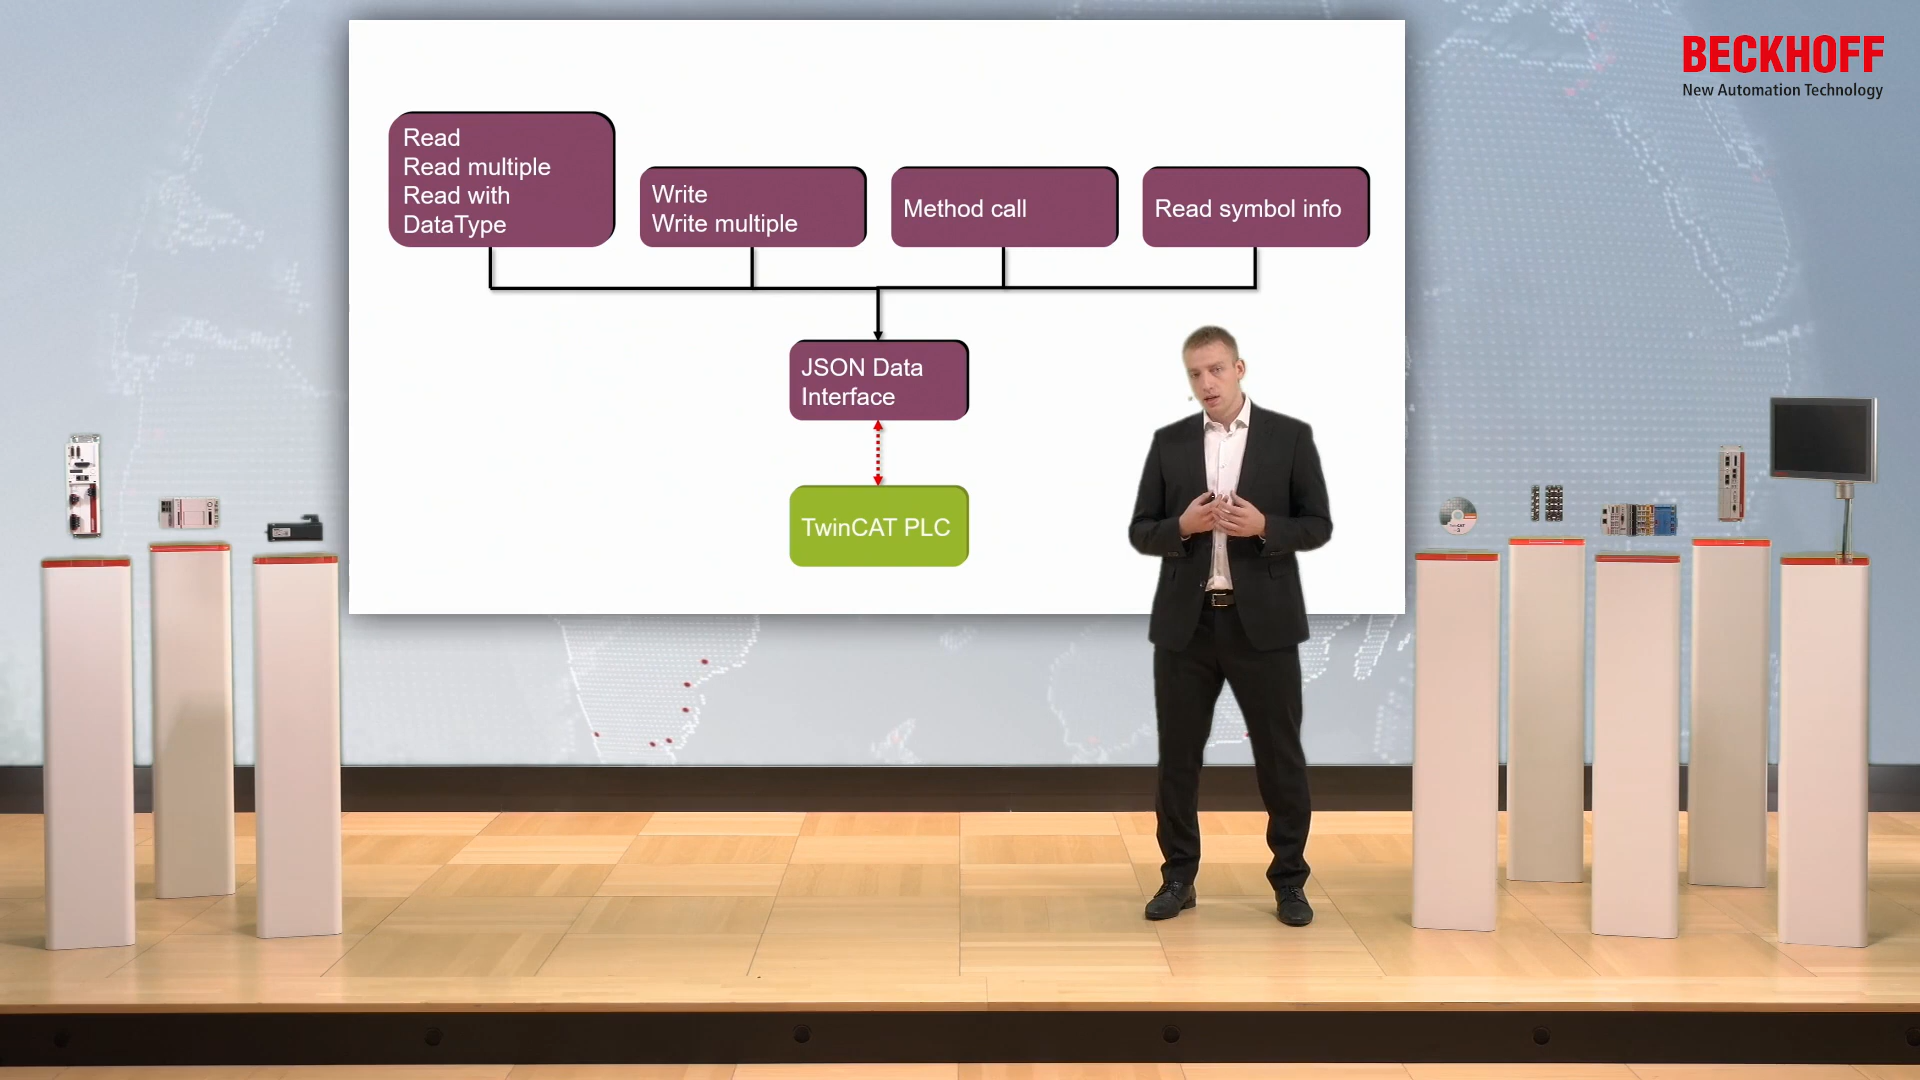 BECKHOFF
New Automation Technology
Read
Read multiple
Read with
DataType
Write
Write multiple
Method call
Read symbol info
JSON Data
Interface
TwinCAT PLC